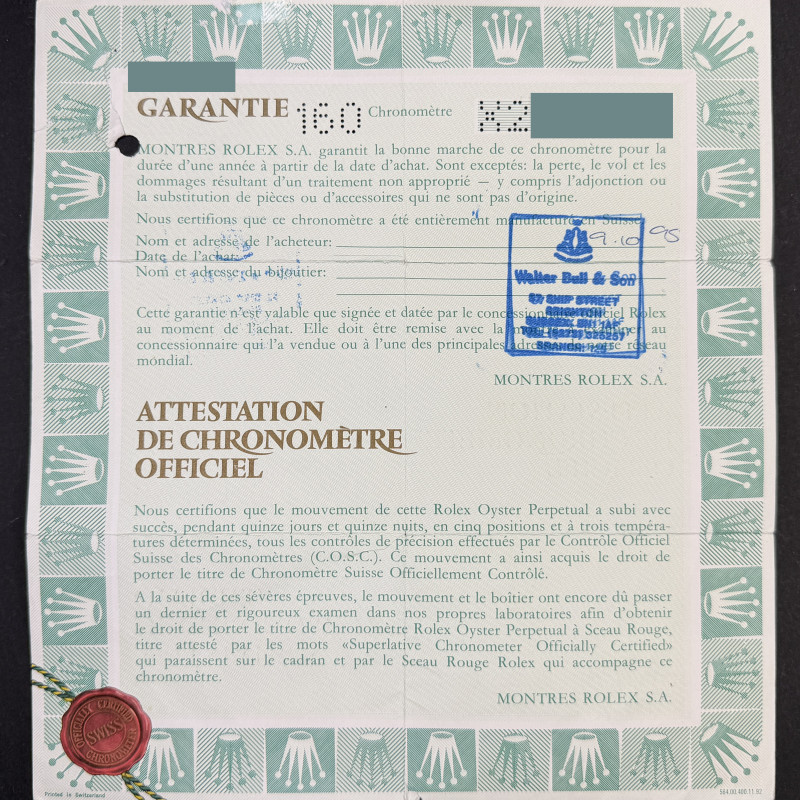 GARANTIE 160 Chronomètre
MONTRES ROLEX S.A. garantit la bonne marche de ce chronomètre pour la
durée d'une année à partir de la date d'achat. Sont exceptés: la perte, le vol et les
dommages résultant d'un traitement non approprié — y compris l'adjonction ou
la substitution de pièces ou d'accessoires qui ne sont pas d'origine.
Nous certifions que ce chronomètre a été entièrement manufacturé en Suisse.
Nom et adresse de l'acheteur:
Date de l'achat:
9.10 95
Nom et adresse du bijoutier:
Walter Bull & Son
SHIP STREET
Cette garantie n'est valable que signée et datée par le concessionnaire officiel Rolex
au moment de l'achat. Elle doit être remise avec la
concessionnaire qui l'a vendue ou à l'une des principales adresses de notre réseau
mondial.
MONTRES ROLEX S.A.
ATTESTATION
DE CHRONOMÈTRE
OFFICIEL
Nous certifions que le mouvement de cette Rolex Oyster Perpetual a subi avec
succès, pendant quinze jours et quinze nuits, en cinq positions et à trois tempéra-
tures déterminées, tous les contrôles de précision effectués par le Contrôle Officiel
Suisse des Chronomètres (C.O.S.C.). Ce mouvement a ainsi acquis le droit de
porter le titre de Chronomètre Suisse Officiellement Contrôlé.
A la suite de ces sévères épreuves, le mouvement et le boîtier ont encore dû passer
un dernier et rigoureux examen dans nos propres laboratoires afin d'obtenir
le droit de porter le titre de Chronomètre Rolex Oyster Perpetual à Sceau Rouge,
titre attesté par les mots «Superlative Chronometer Officially Certified»
qui paraissent sur le cadran et par le Sceau Rouge Rolex qui accompagne ce
chronomètre.
MONTRES ROLEX S.A.
OFFICIALLY CERTIFIED
SWISS
CHRONOMETER
Printed in Switzerland
564.00.400.11.92